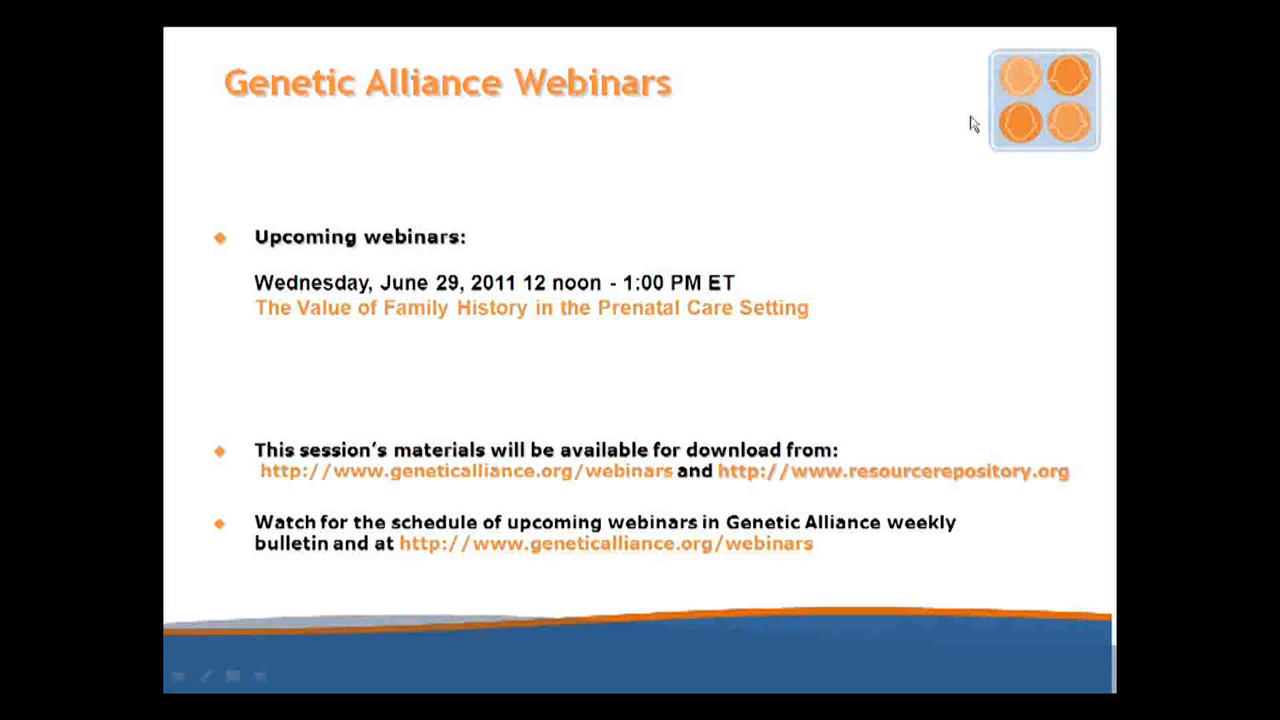 Genetic Alliance Webinars
Upcoming webinars:
Wednesday, June 29, 2011 12 noon - 1:00 PM ET
The Value of Family History in the Prenatal Care Setting
This session’s materials will be available for download from:
http://www.geneticalliance.org/webinars and http://www.resourcerepository.org
Watch for the schedule of upcoming webinars in Genetic Alliance weekly
bulletin and at http://www.geneticalliance.org/webinars